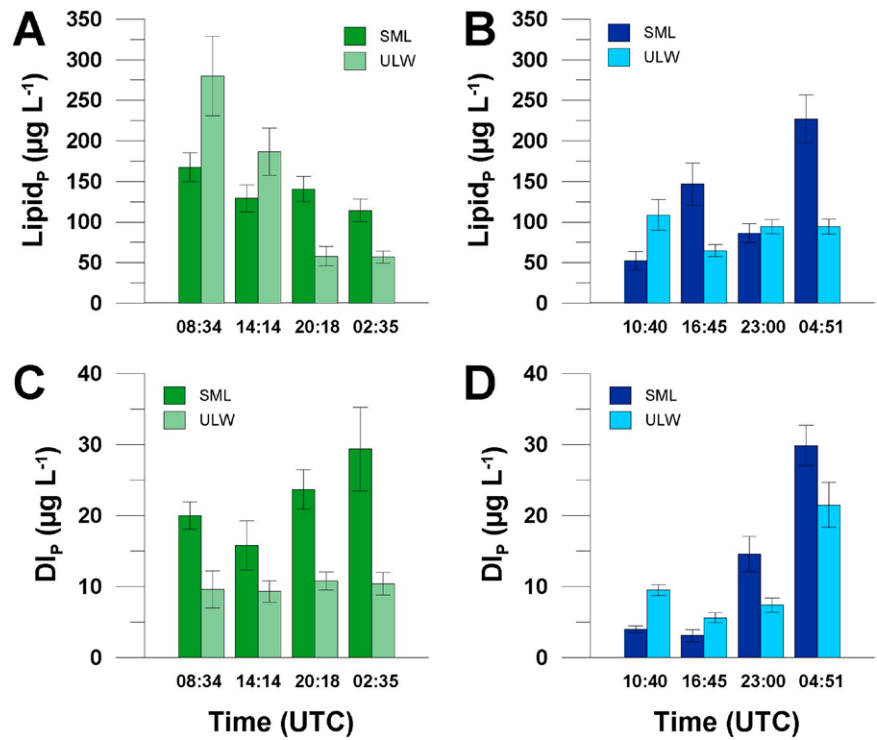 A
Lipid_P (µg L⁻¹)
350
300
250
200
150
100
50
0
SML
ULW
08:34 14:14 20:18 02:35
B
Lipid_P (µg L⁻¹)
350
300
250
200
150
100
50
0
SML
ULW
10:40 16:45 23:00 04:51
C
DI_P (µg L⁻¹)
40
30
20
10
0
SML
ULW
08:34 14:14 20:18 02:35
Time (UTC)
D
DI_P (µg L⁻¹)
40
30
20
10
0
SML
ULW
10:40 16:45 23:00 04:51
Time (UTC)